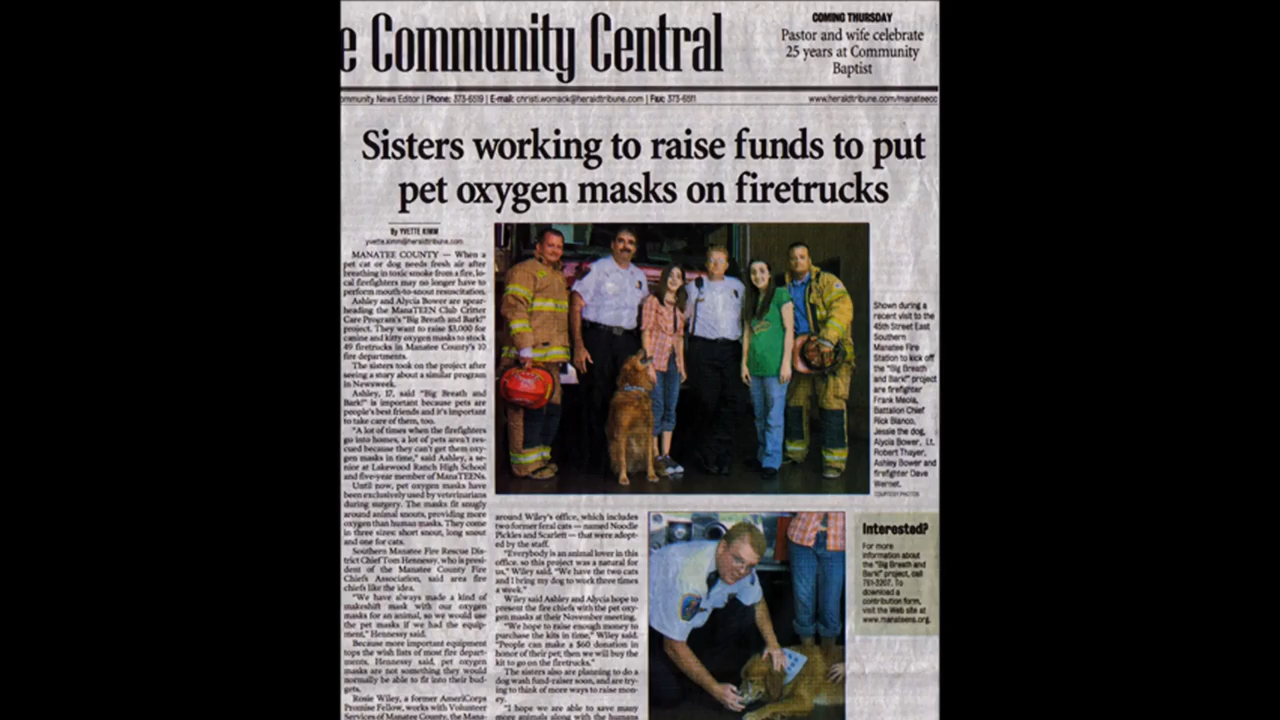 e Community Central
COMING THURSDAY
Pastor and wife celebrate
25 years at Community
Baptist
ommunity News Editor | Phone: 373-6519 | E-mail: christi.womack@heraldtribune.com | Fax: 373-6511
www.heraldtribune.com/manateeco
Sisters working to raise funds to put
pet oxygen masks on firetrucks
By YVETTE KIMM
yvette.kimm@heraldtribune.com
MANATEE COUNTY — When a
pet cat or dog needs fresh air after
breathing in toxic smoke from a fire, lo-
cal firefighters may no longer have to
perform mouth-to-snout resuscitation.
Ashley and Alycia Bower are spear-
heading the ManaTEEN Club Critter
Care Program's "Big Breath and Bark!"
project. They want to raise $3,000 for
canine and kitty oxygen masks to stock
49 firetrucks in Manatee County's 10
fire departments.
The sisters took on the project after
seeing a story about a similar program
in Newsweek.
Ashley, 17, said "Big Breath and
Bark!" is important because pets are
people's best friends and it's important
to take care of them, too.
"A lot of times when the firefighters
go into homes, a lot of pets aren't res-
cued because they can't get them oxy-
gen masks in time," said Ashley, a se-
nior at Lakewood Ranch High School
and five-year member of ManaTEENs.
Until now, pet oxygen masks have
been exclusively used by veterinarians
during surgery. The masks fit snugly
around animal snouts, providing more
oxygen than human masks. They come
in three sizes: short snout, long snout
and one for cats.
Southern Manatee Fire Rescue Dis-
trict Chief Tom Hennessy, who is presi-
dent of the Manatee County Fire
Chiefs Association, said area fire
chiefs like the idea.
"We have always made a kind of
makeshift mask with our oxygen
masks for an animal, so we would use
the pet masks if we had the equip-
ment," Hennessy said.
Because more important equipment
tops the wish lists of most fire depart-
ments, Hennessy said, pet oxygen
masks are not something they would
normally be able to fit into their bud-
gets.
Rosie Wiley, a former AmeriCorps
Promise Fellow, works with Volunteer
Services of Manatee County, the Mana-
around Wiley's office, which includes
two former feral cats — named Noodle
Pickles and Scarlett — that were adopt-
ed by the staff.
"Everybody is an animal lover in this
office, so this project was a natural for
us," Wiley said. "We have the two cats
and I bring my dog to work three times
a week."
Wiley said Ashley and Alycia hope to
present the fire chiefs with the pet oxy-
gen masks at their November meeting.
"We hope to raise enough money to
purchase the kits in time," Wiley said.
"People can make a $60 donation in
honor of their pet, then we will buy the
kit to go on the firetrucks."
The sisters also are planning to do a
dog wash fund-raiser soon, and are try-
ing to think of more ways to raise mon-
ey.
"I hope we are able to save many
more animals along with the humans
Shown during a
recent visit to the
45th Street East
Southern
Manatee Fire
Station to kick off
the "Big Breath
and Bark!" project
are firefighter
Frank Meola,
Battalion Chief
Rick Blanco,
Jessie the dog,
Alycia Bower, Lt.
Robert Thayer,
Ashley Bower and
firefighter Dave
Wernet.
COURTESY PHOTOS
Interested?
For more
information about
the "Big Breath and
Bark!" project, call
761-3207. To
download a
contribution form,
visit the Web site at
www.manateens.org.